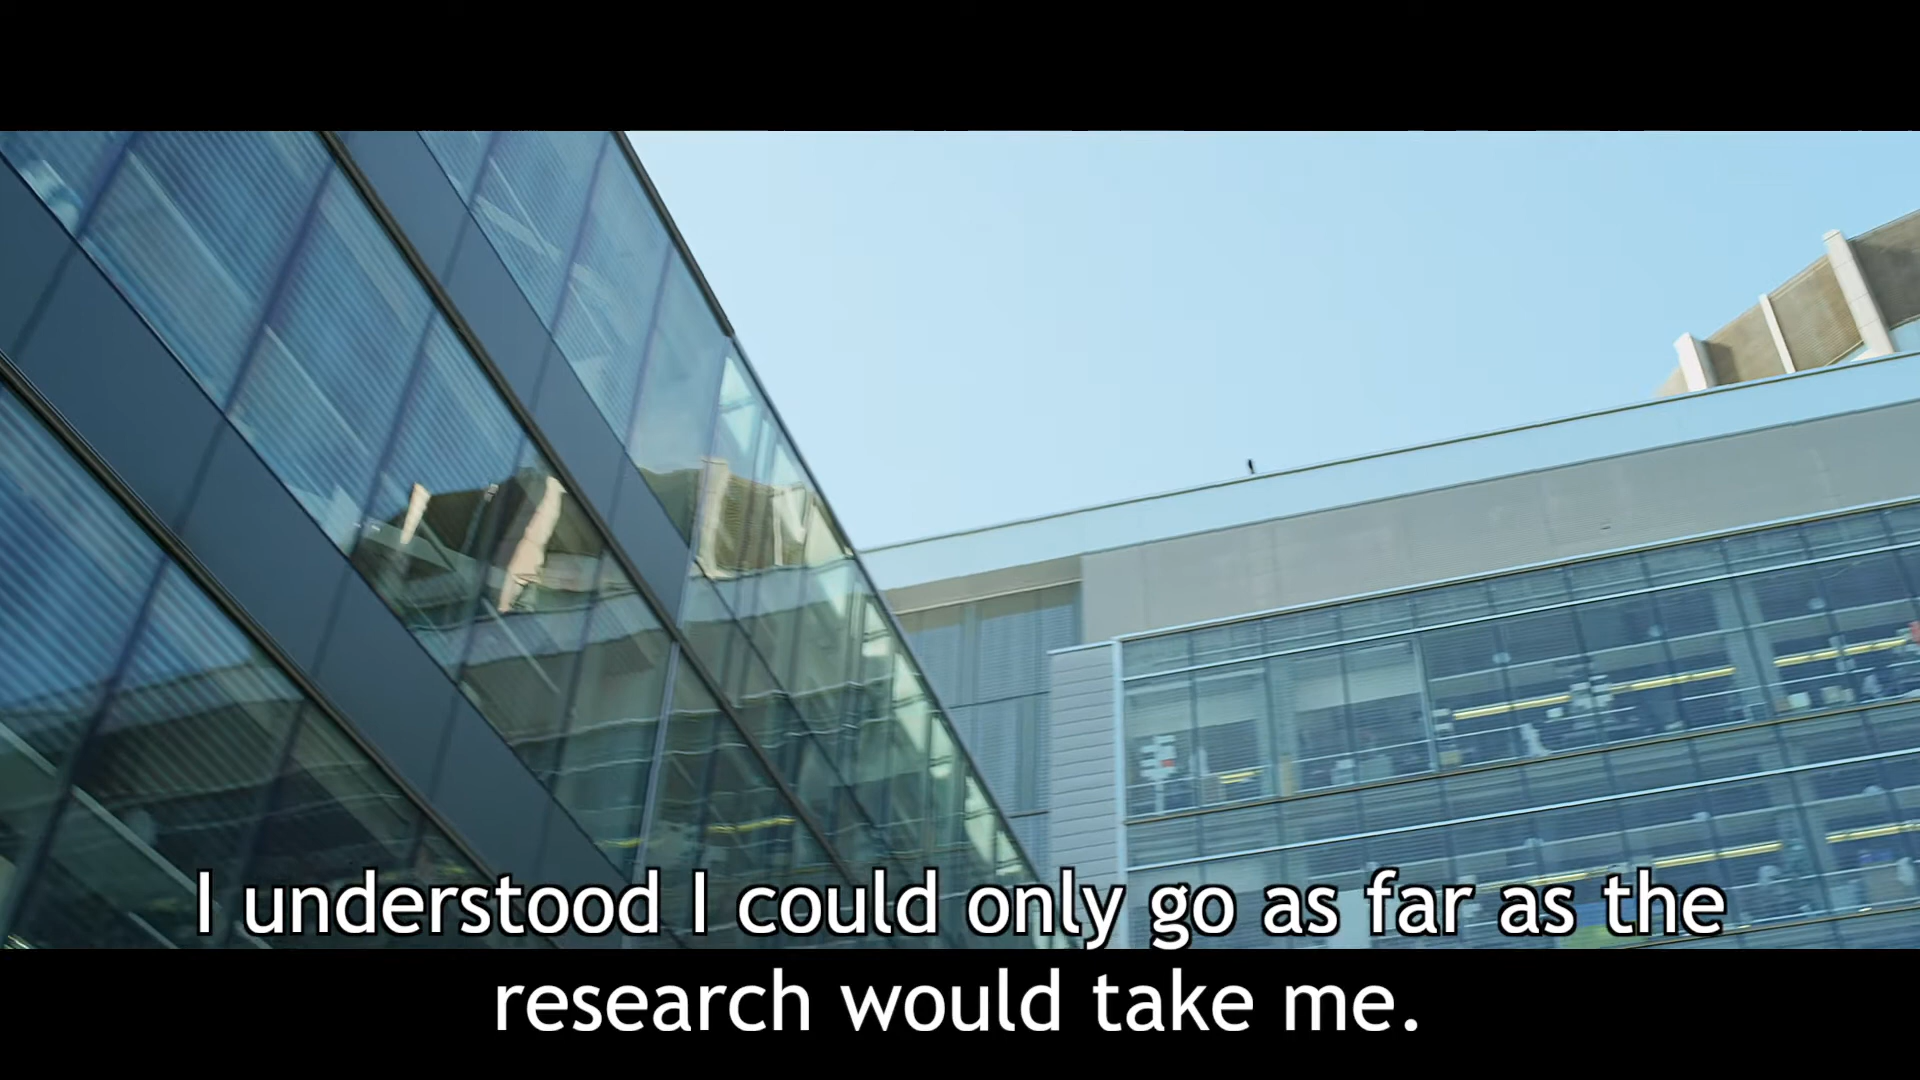 I understood I could only go as far as the
research would take me.